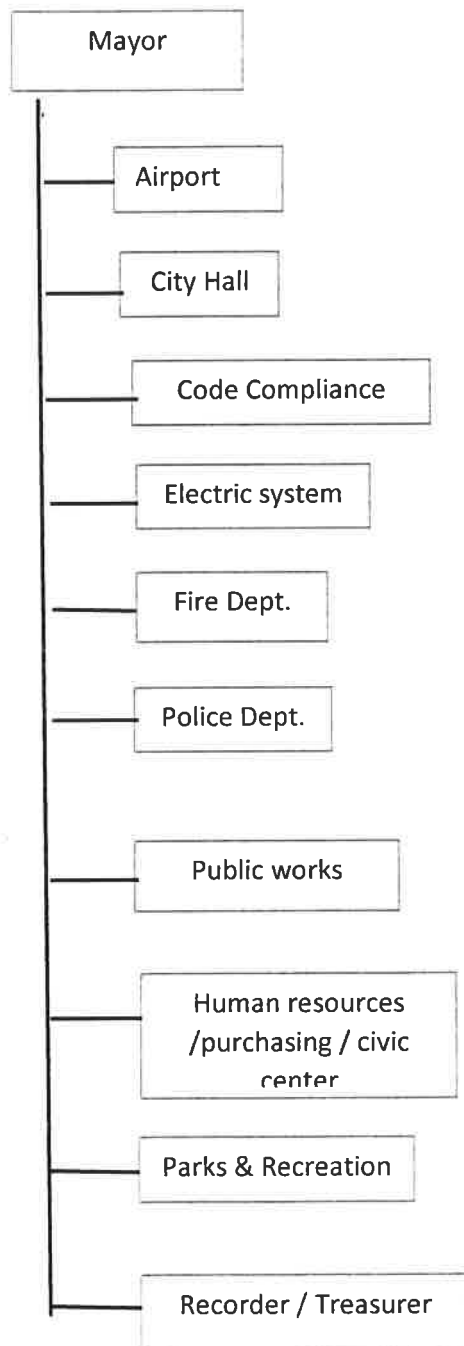 Mayor
Airport
City Hall
Code Compliance
Electric system
Fire Dept.
Police Dept.
Public works
Human resources
/purchasing / civic
center
Parks & Recreation
Recorder / Treasurer